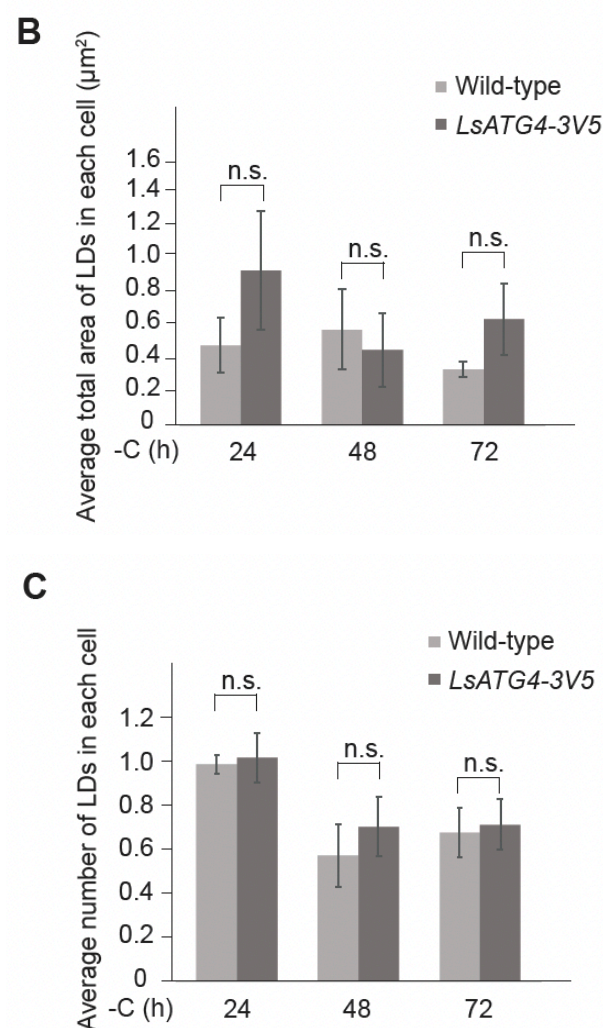 B
Average total area of LDs in each cell (µm²)
Wild-type
LsATG4-3V5
1.6
1.4
1.2
1.0
0.8
0.6
0.4
0.2
0
n.s.
n.s.
n.s.
-C (h) 24 48 72
C
Average number of LDs in each cell
Wild-type
LsATG4-3V5
1.2
1.0
0.8
0.6
0.4
0.2
0
n.s.
n.s.
n.s.
-C (h) 24 48 72